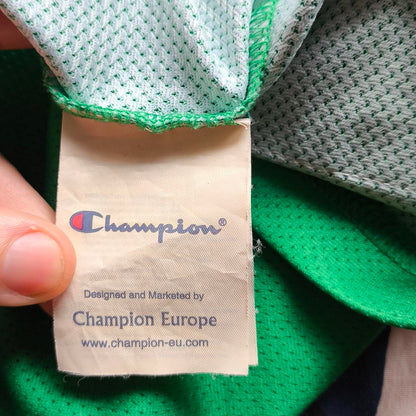 Champion®
Designed and Marketed by
Champion Europe
www.champion-eu.com